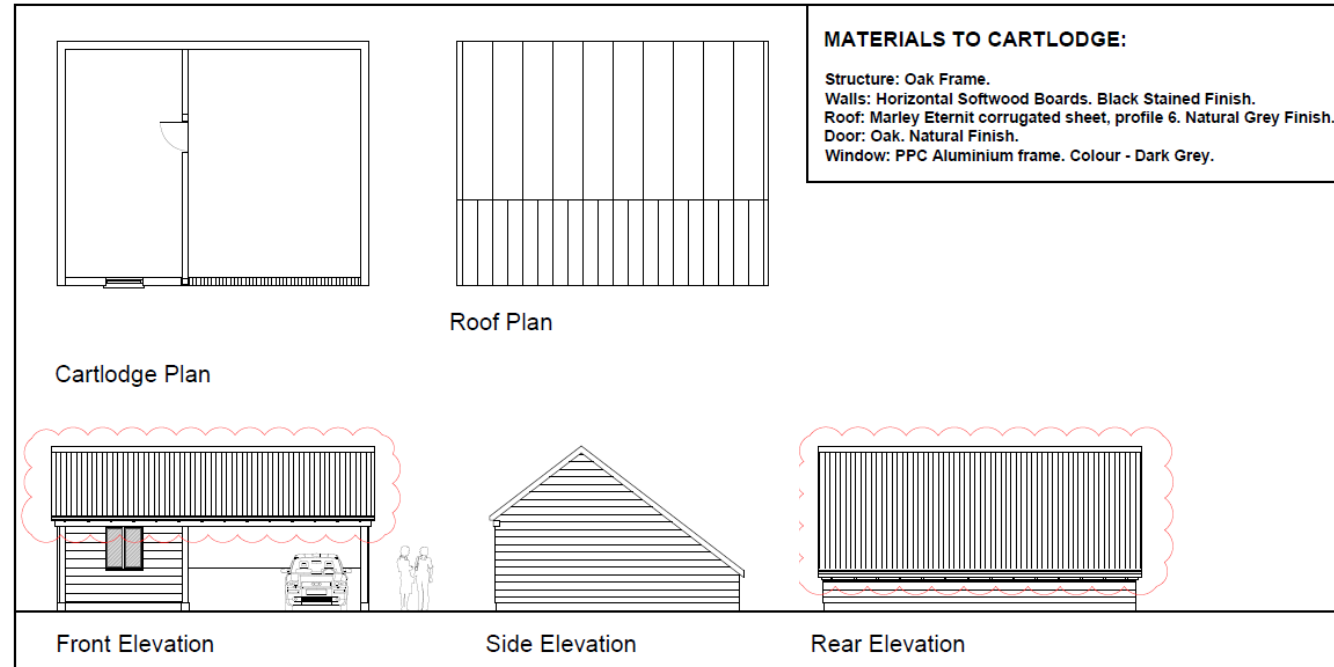 MATERIALS TO CARTLODGE:
Structure: Oak Frame.
Walls: Horizontal Softwood Boards. Black Stained Finish.
Roof: Marley Eternit corrugated sheet, profile 6. Natural Grey Finish.
Door: Oak. Natural Finish.
Window: PPC Aluminium frame. Colour - Dark Grey.
Roof Plan
Cartlodge Plan
Front Elevation
Side Elevation
Rear Elevation